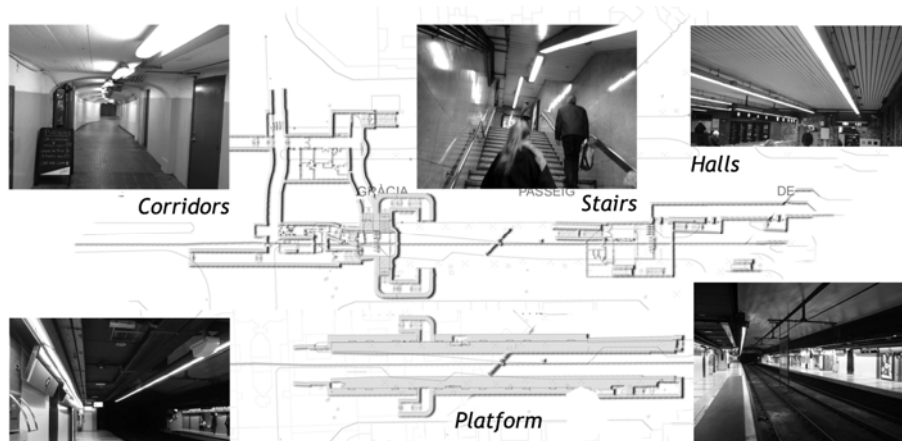 Halls
GRÀCIA
PASSEIG
DE
Corridors
Stairs
Platform